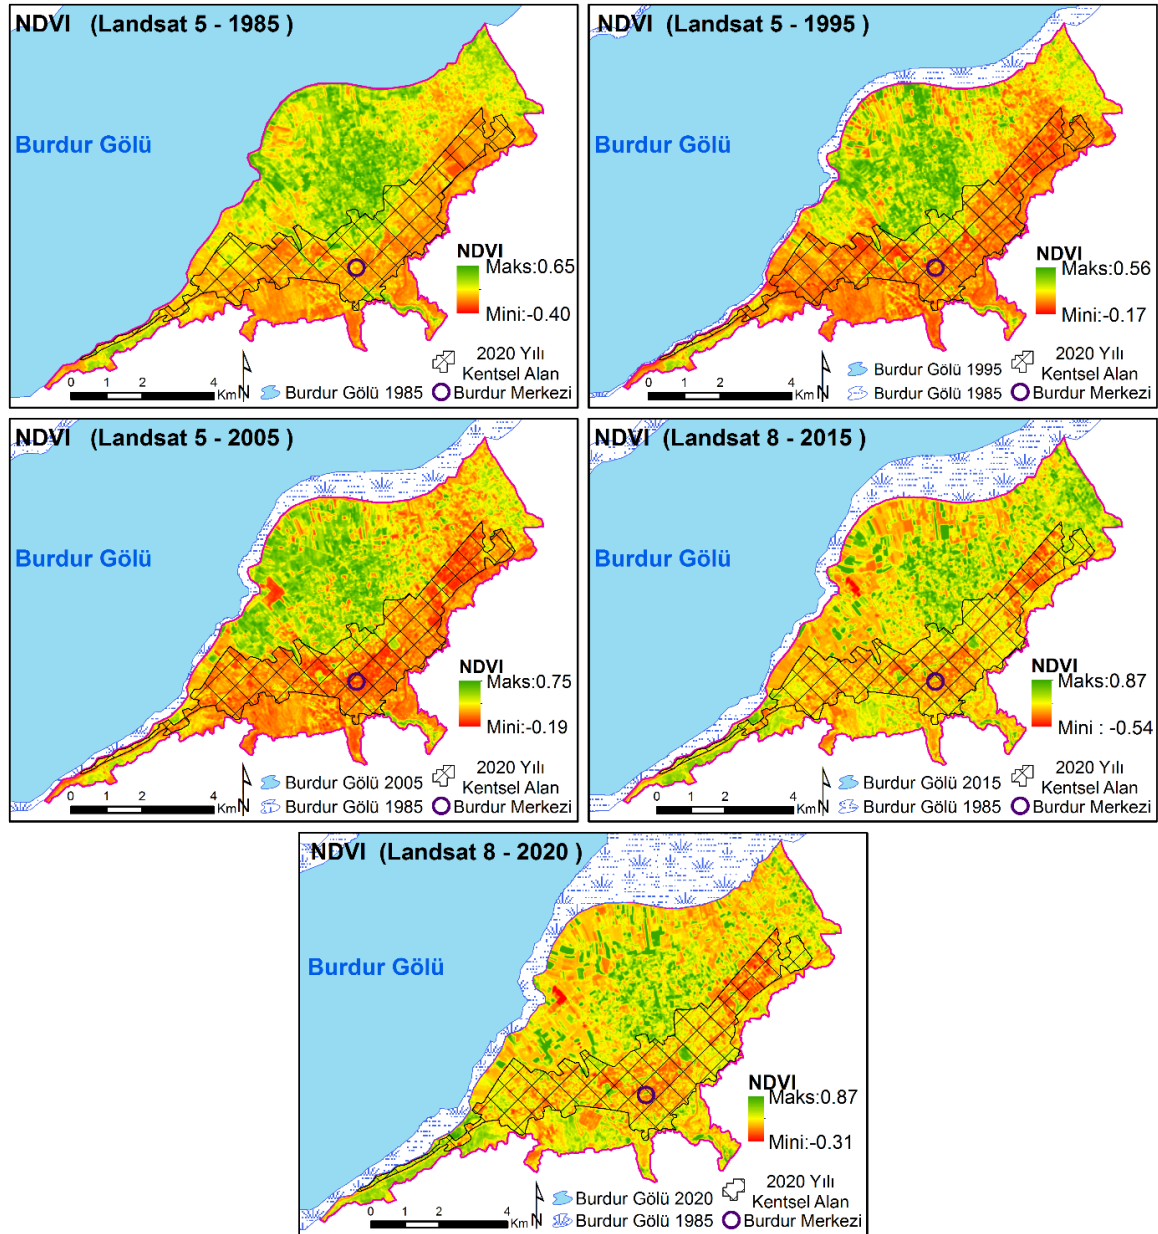 NDVI (Landsat 5 - 1985 )
Burdur Gölü
NDVI
Maks:0.65
Mini:-0.40
0 1 2 4
Km
N
Burdur Gölü 1985
2020 Yılı
Kentsel Alan
Burdur Merkezi
NDVI (Landsat 5 - 1995)
Burdur Gölü
NDVI
Maks:0.56
Mini:-0.17
0 1 2 4
Km
N
Burdur Gölü 1995
Burdur Gölü 1985
2020 Yılı
Kentsel Alan
Burdur Merkezi
NDVI (Landsat 5 - 2005 )
Burdur Gölü
NDVI
Maks:0.75
Mini:-0.19
0 1 2 4
Km
N
Burdur Gölü 2005
Burdur Gölü 1985
2020 Yılı
Kentsel Alan
Burdur Merkezi
NDVI (Landsat 8 - 2015 )
Burdur Gölü
NDVI
Maks:0.87
Mini : -0.54
0 1 2 4
Km
N
Burdur Gölü 2015
Burdur Gölü 1985
2020 Yılı
Kentsel Alan
Burdur Merkezi
NDVI (Landsat 8 - 2020 )
Burdur Gölü
NDVI
Maks:0.87
Mini:-0.31
0 1 2 4
Km
N
Burdur Gölü 2020
Burdur Gölü 1985
2020 Yılı
Kentsel Alan
Burdur Merkezi